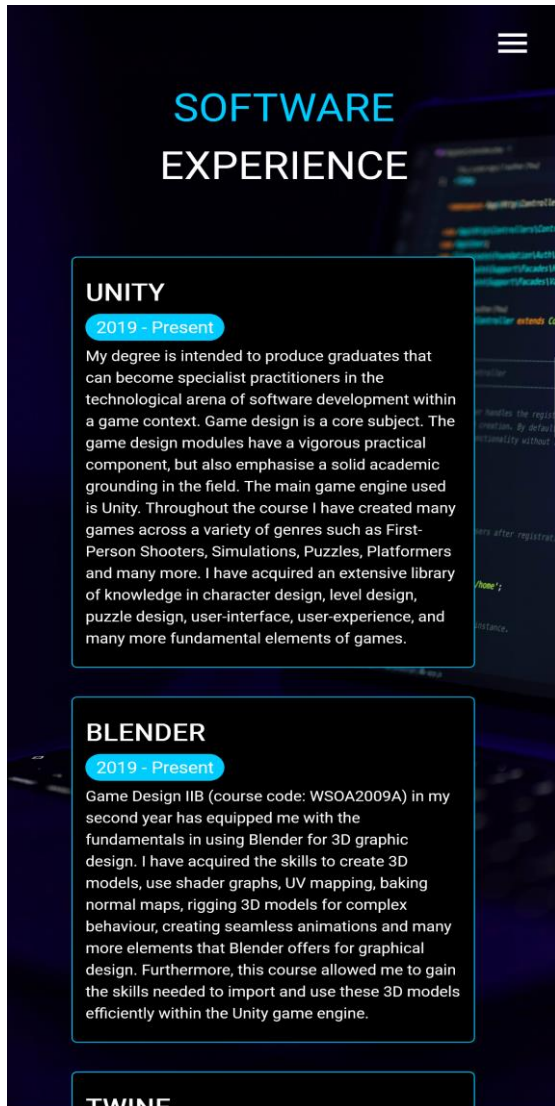 SOFTWARE
EXPERIENCE
UNITY
2019 - Present
My degree is intended to produce graduates that
can become specialist practitioners in the
technological arena of software development within
a game context. Game design is a core subject. The
game design modules have a vigorous practical
component, but also emphasise a solid academic
grounding in the field. The main game engine used
is Unity. Throughout the course I have created many
games across a variety of genres such as First-
Person Shooters, Simulations, Puzzles, Platformers
and many more. I have acquired an extensive library
of knowledge in character design, level design,
puzzle design, user-interface, user-experience, and
many more fundamental elements of games.
BLENDER
2019 - Present
Game Design IIB (course code: WSOA2009A) in my
second year has equipped me with the
fundamentals in using Blender for 3D graphic
design. I have acquired the skills to create 3D
models, use shader graphs, UV mapping, baking
normal maps, rigging 3D models for complex
behaviour, creating seamless animations and many
more elements that Blender offers for graphical
design. Furthermore, this course allowed me to gain
the skills needed to import and use these 3D models
efficiently within the Unity game engine.
TWINE
extends
handles the
creation. By
without
after
/home';